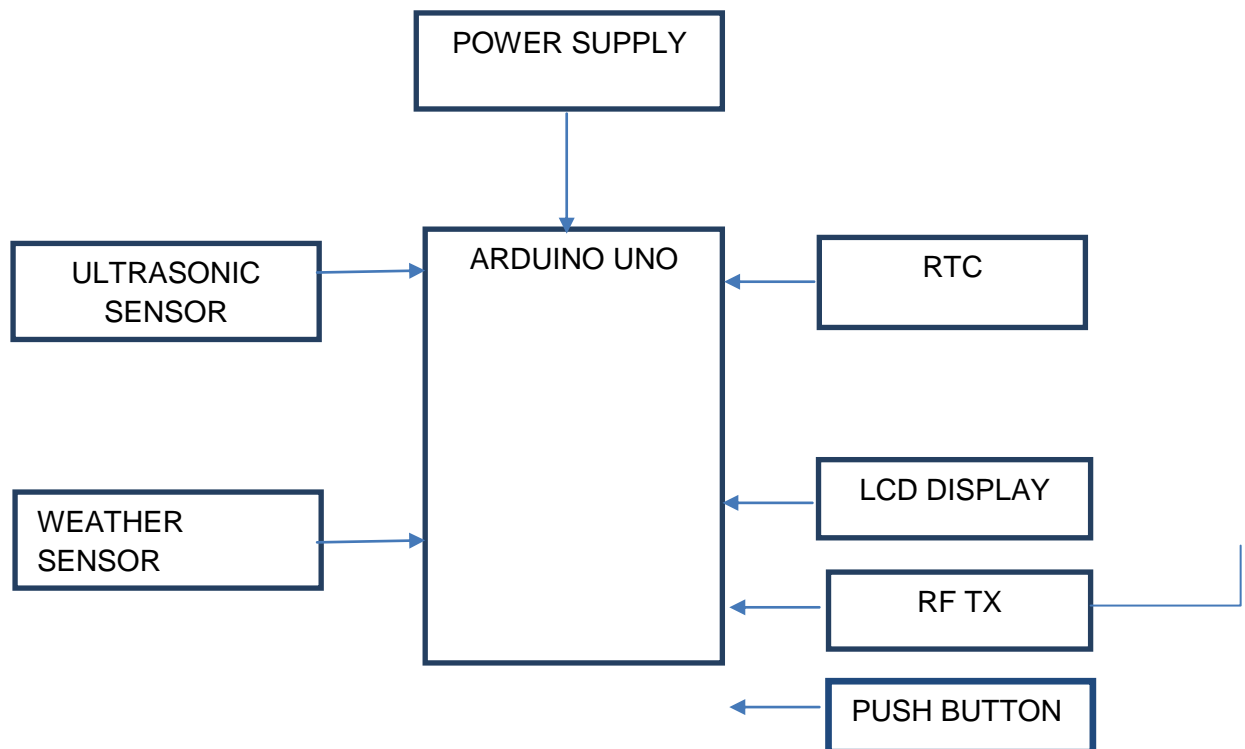 POWER SUPPLY
ARDUINO UNO
ULTRASONIC
SENSOR
RTC
WEATHER
SENSOR
LCD DISPLAY
RF TX
PUSH BUTTON